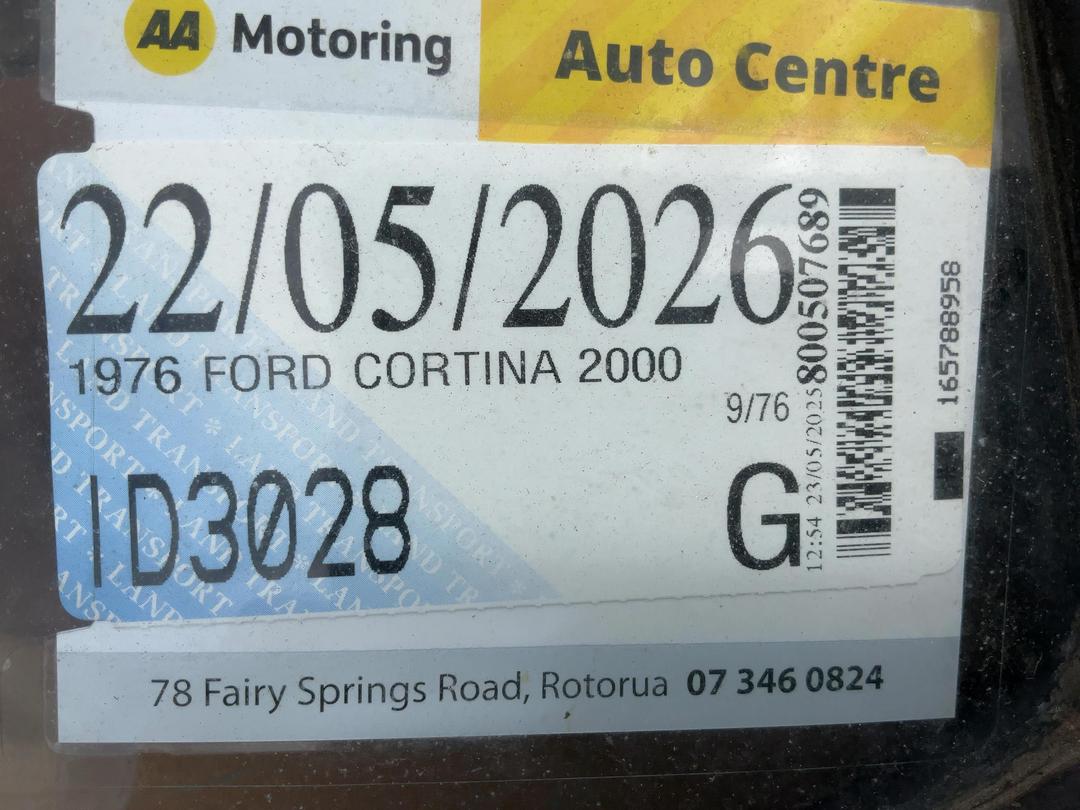 AA Motoring
Auto Centre
22/05/2026
1976 FORD CORTINA 2000
9/76
ID3028
G
12:54 23/05/2025 800507689
165788958
78 Fairy Springs Road, Rotorua 07 346 0824